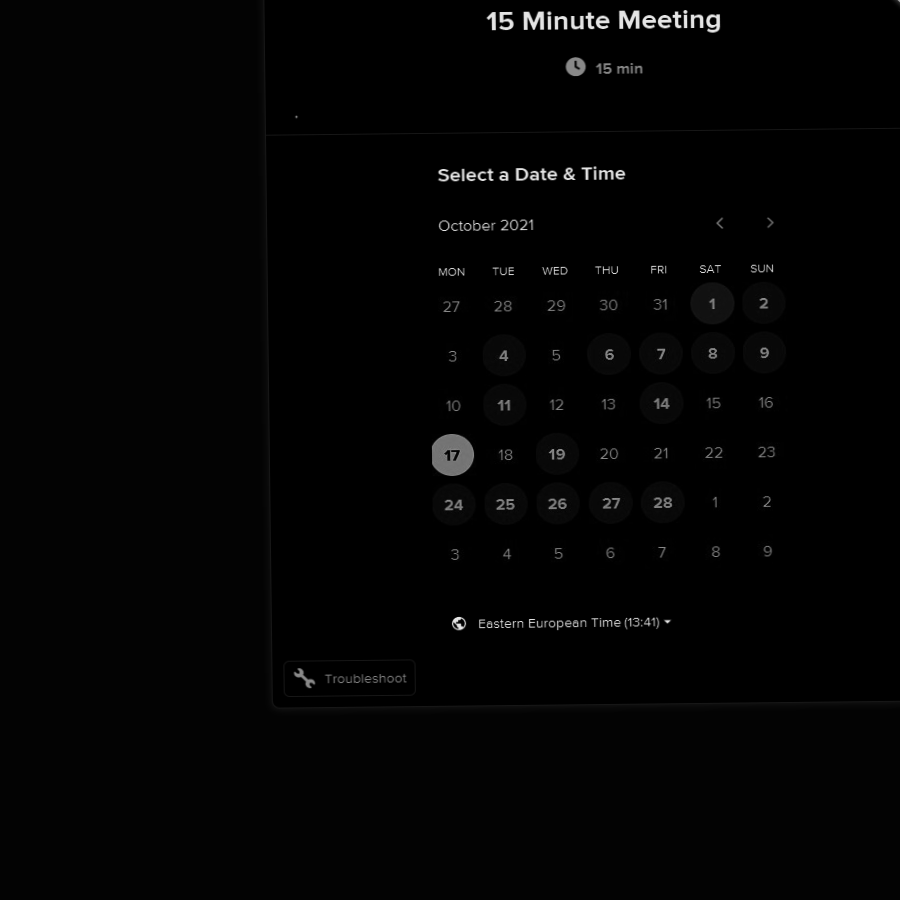 15 Minute Meeting
15 min
Select a Date & Time
October 2021
MON TUE WED THU FRI SAT SUN
27 28 29 30 31 1 2
3 4 5 6 7 8 9
10 11 12 13 14 15 16
17 18 19 20 21 22 23
24 25 26 27 28 1 2
3 4 5 6 7 8 9
Eastern European Time (13:41)
Troubleshoot